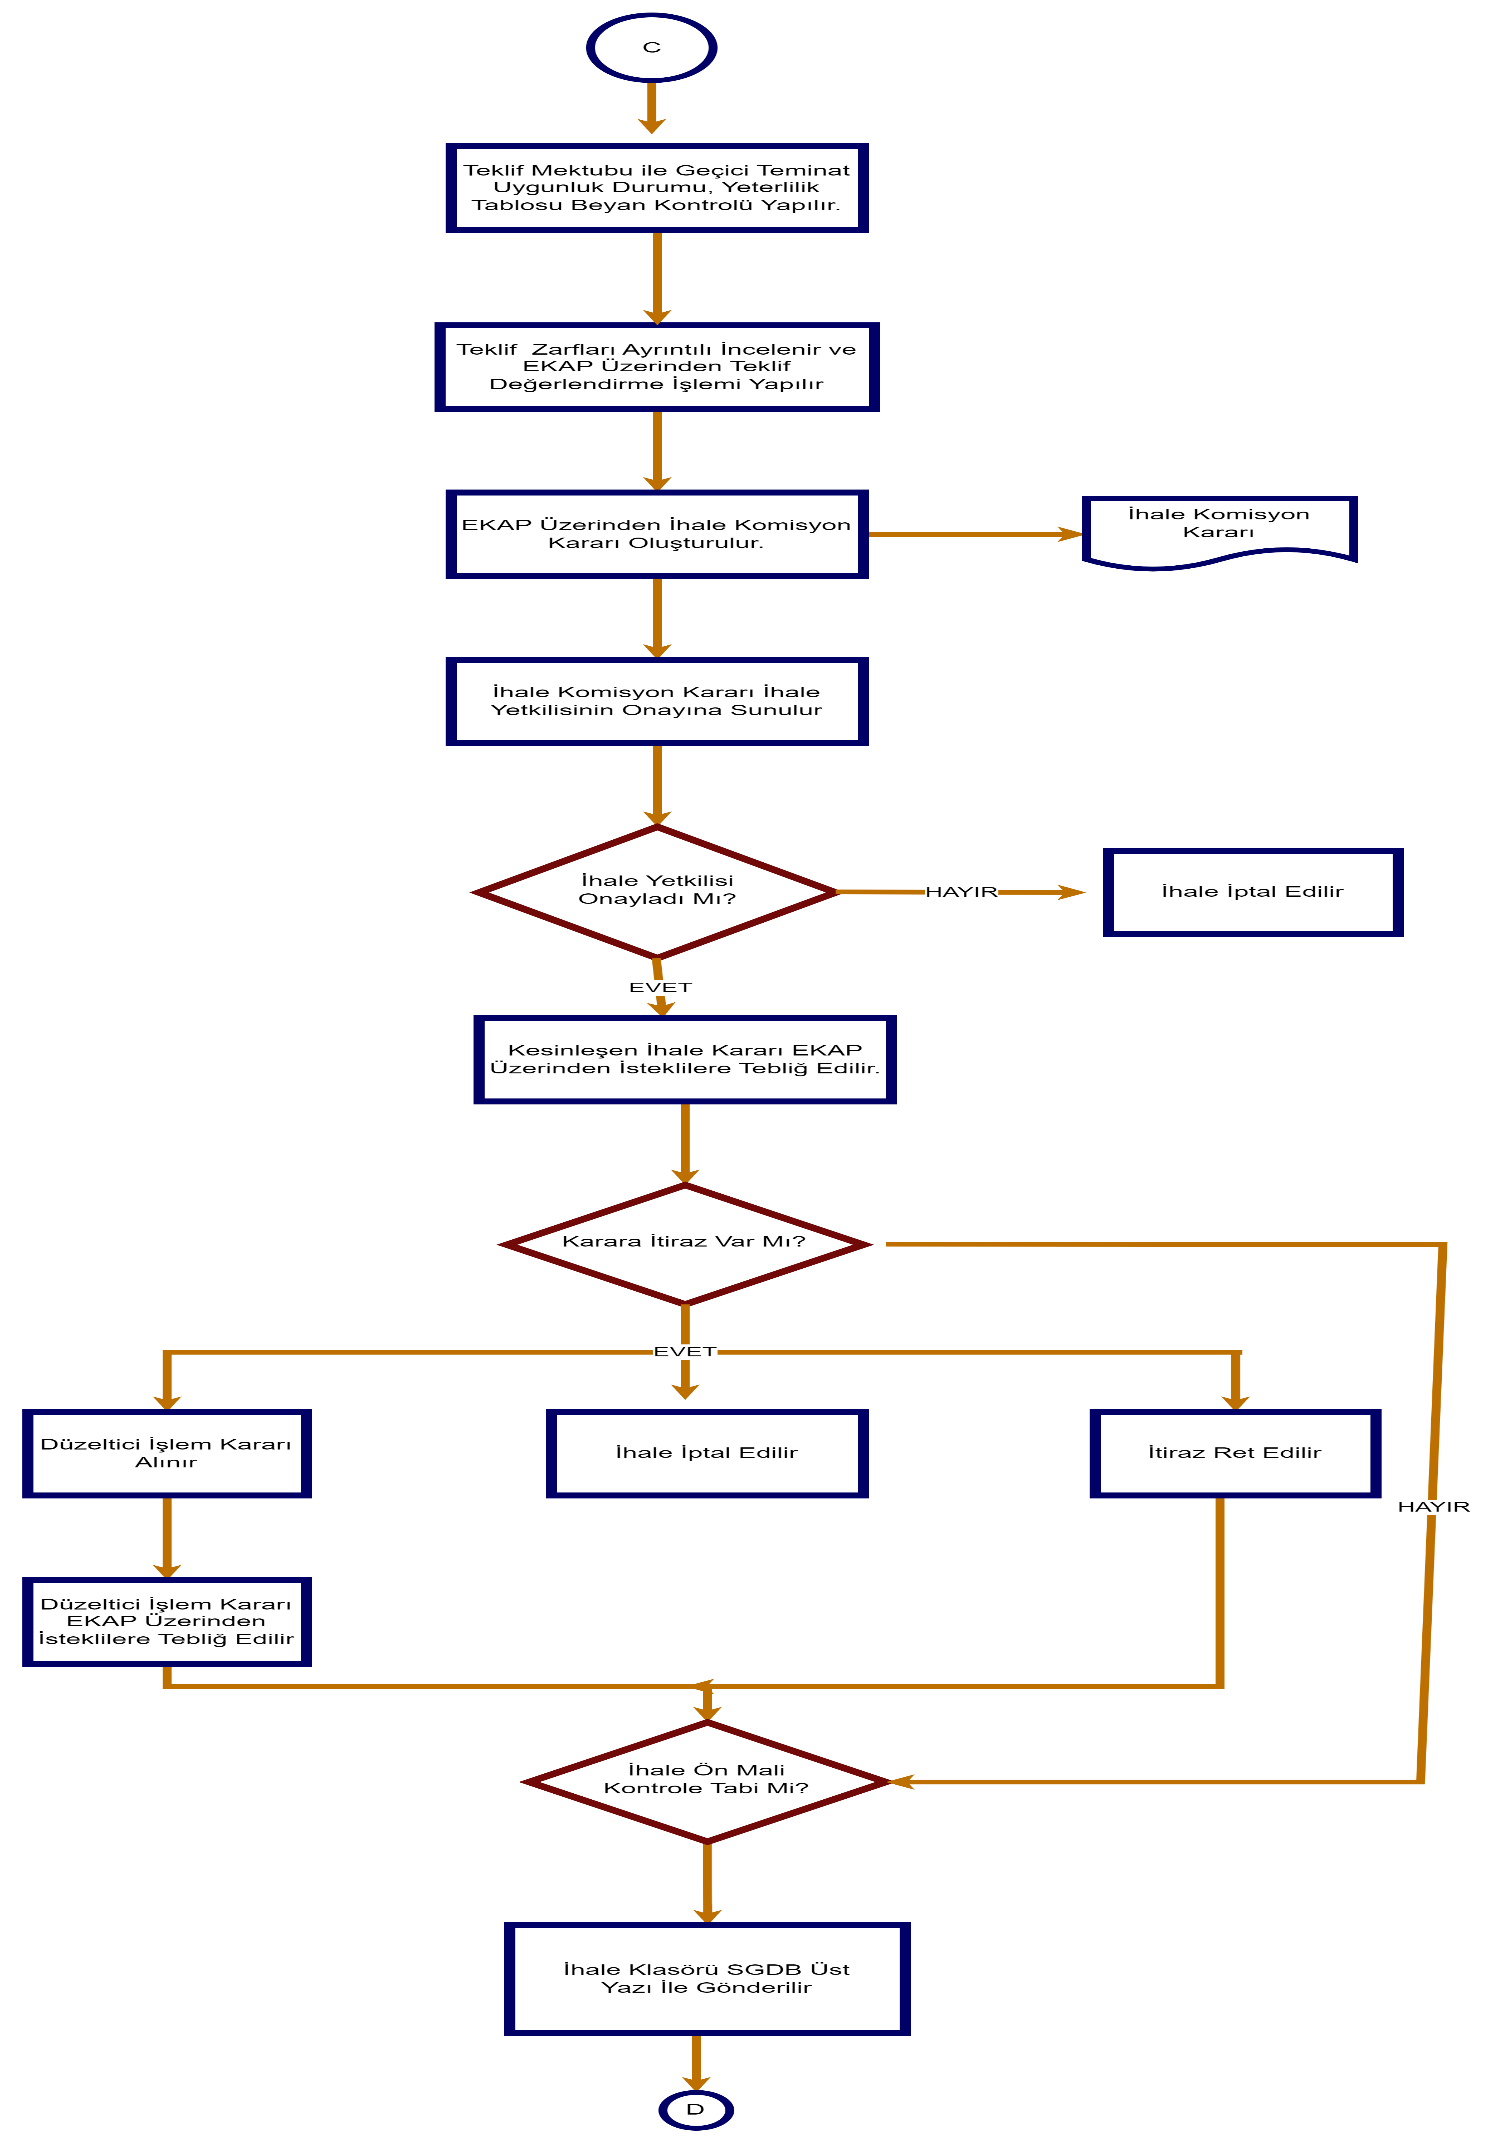 C
Teklif Mektubu ile Geçici Teminat
Uygunluk Durumu, Yeterlilik
Tablosu Beyan Kontrolü Yapılır.
Teklif Zarfları Ayrıntılı İncelenir ve
EKAP Üzerinden Teklif
Değerlendirme İşlemi Yapılır
EKAP Üzerinden İhale Komisyon
Kararı Oluşturulur.
İhale Komisyon
Kararı
İhale Komisyon Kararı İhale
Yetkilisinin Onayına Sunulur
İhale Yetkilisi
Onayladı Mı?
HAYIR
İhale İptal Edilir
EVET
Kesinleşen İhale Kararı EKAP
Üzerinden İsteklilere Tebliğ Edilir.
Karara İtiraz Var Mı?
EVET
Düzeltici İşlem Kararı
Alınır
İhale İptal Edilir
İtiraz Ret Edilir
HAYIR
Düzeltici İşlem Kararı
EKAP Üzerinden
İsteklilere Tebliğ Edilir
İhale Ön Mali
Kontrole Tabi Mi?
İhale Klasörü SGDB Üst
Yazı İle Gönderilir
D